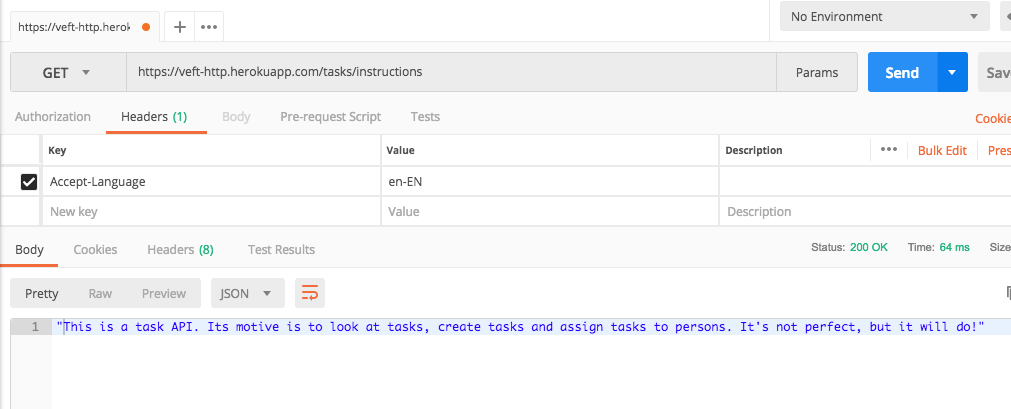 https://veft-http.herok
No Environment
GET https://veft-http.herokuapp.com/tasks/instructions Params Send Sav
Authorization Headers (1) Body Pre-request Script Tests Cookie
Key Value Description ••• Bulk Edit Pres
Accept-Language en-EN
New key Value Description
Body Cookies Headers (8) Test Results Status: 200 OK Time: 64 ms Size
Pretty Raw Preview JSON
1 "This is a task API. Its motive is to look at tasks, create tasks and assign tasks to persons. It's not perfect, but it will do!"